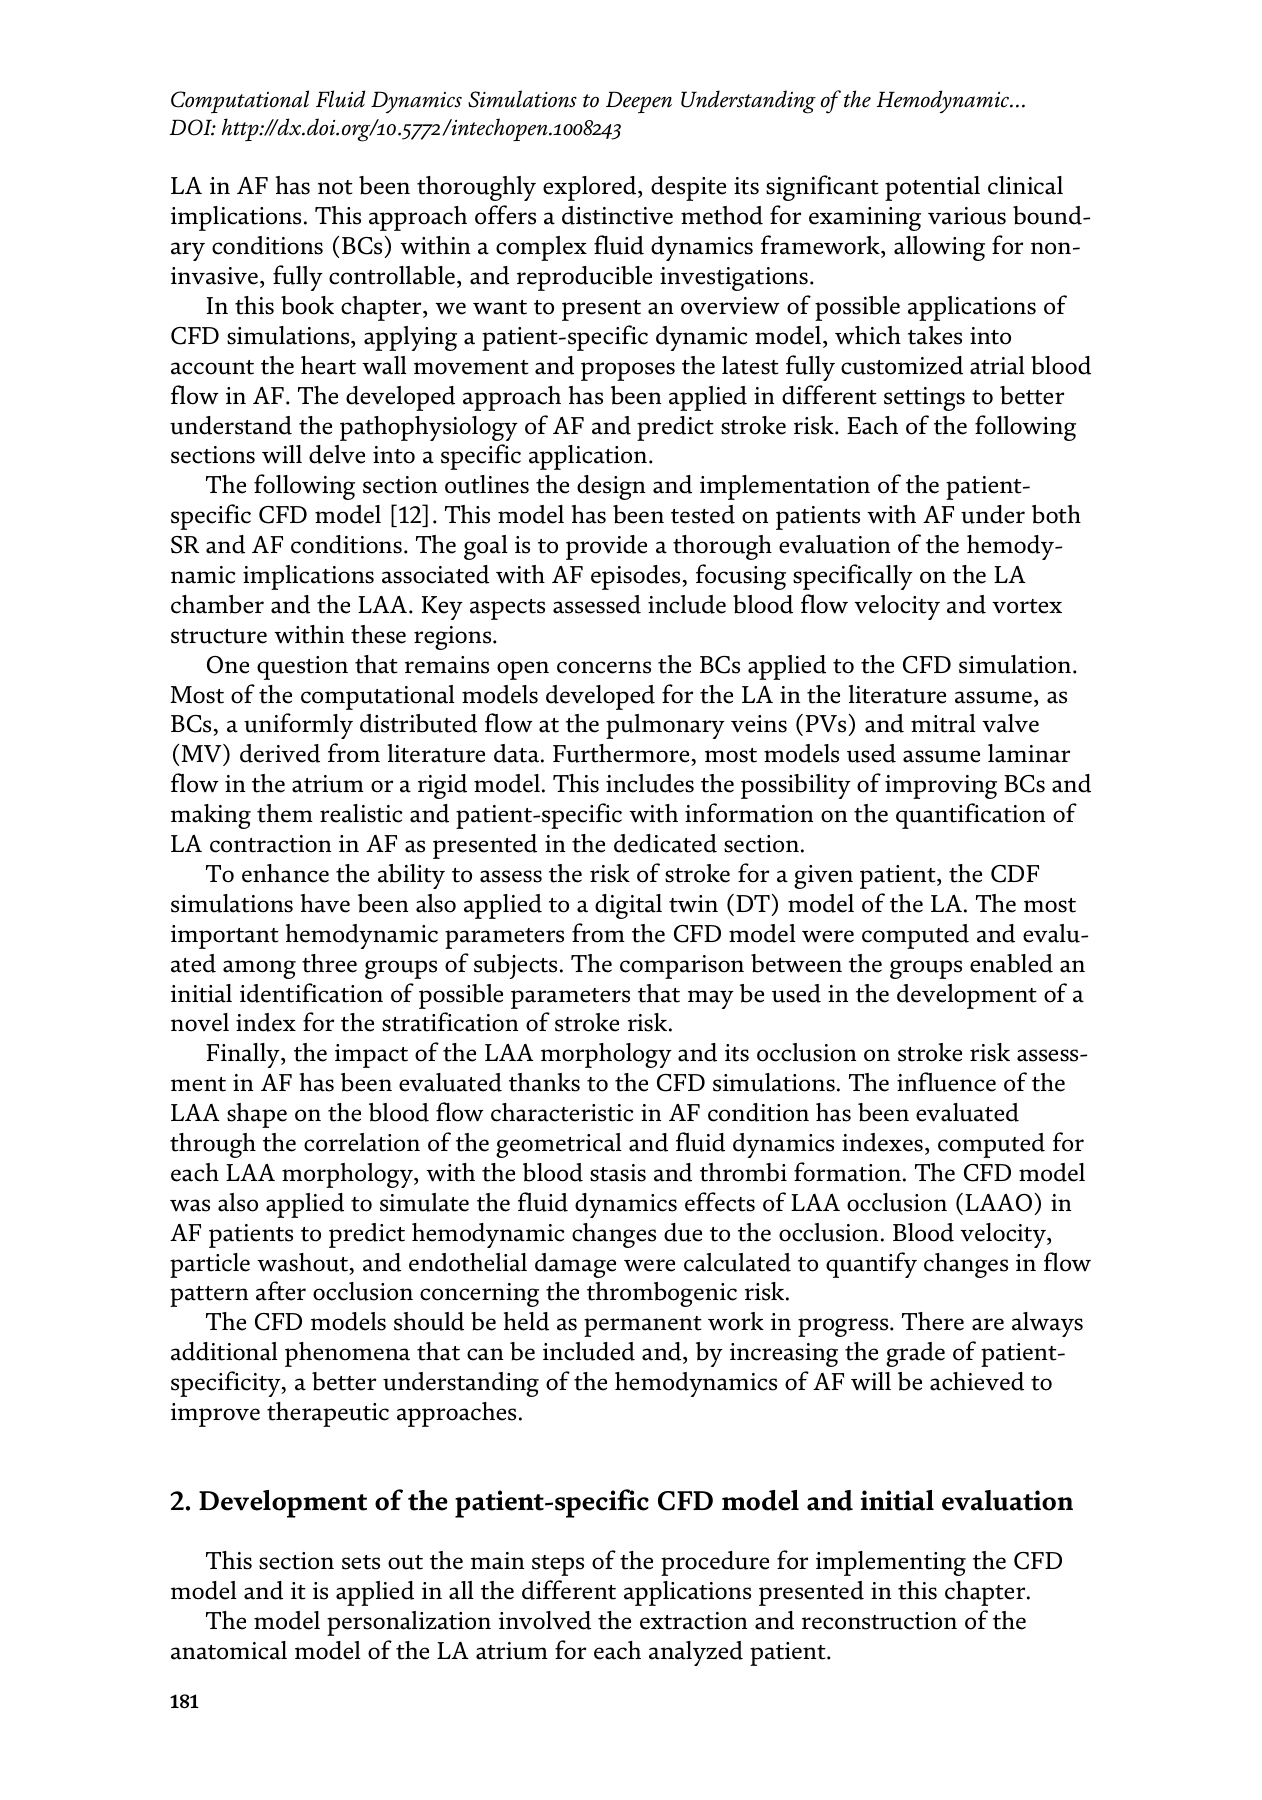 Computational Fluid Dynamics Simulations to Deepen Understanding of the Hemodynamic…
DOI: http://dx.doi.org/10.5772/intechopen.1008243
LA in AF has not been thoroughly explored, despite its significant potential clinical
implications. This approach offers a distinctive method for examining various bound-
ary conditions (BCs) within a complex fluid dynamics framework, allowing for non-
invasive, fully controllable, and reproducible investigations.
In this book chapter, we want to present an overview of possible applications of
CFD simulations, applying a patient-specific dynamic model, which takes into
account the heart wall movement and proposes the latest fully customized atrial blood
flow in AF. The developed approach has been applied in different settings to better
understand the pathophysiology of AF and predict stroke risk. Each of the following
sections will delve into a specific application.
The following section outlines the design and implementation of the patient-
specific CFD model [12]. This model has been tested on patients with AF under both
SR and AF conditions. The goal is to provide a thorough evaluation of the hemody-
namic implications associated with AF episodes, focusing specifically on the LA
chamber and the LAA. Key aspects assessed include blood flow velocity and vortex
structure within these regions.
One question that remains open concerns the BCs applied to the CFD simulation.
Most of the computational models developed for the LA in the literature assume, as
BCs, a uniformly distributed flow at the pulmonary veins (PVs) and mitral valve
(MV) derived from literature data. Furthermore, most models used assume laminar
flow in the atrium or a rigid model. This includes the possibility of improving BCs and
making them realistic and patient-specific with information on the quantification of
LA contraction in AF as presented in the dedicated section.
To enhance the ability to assess the risk of stroke for a given patient, the CDF
simulations have been also applied to a digital twin (DT) model of the LA. The most
important hemodynamic parameters from the CFD model were computed and evalu-
ated among three groups of subjects. The comparison between the groups enabled an
initial identification of possible parameters that may be used in the development of a
novel index for the stratification of stroke risk.
Finally, the impact of the LAA morphology and its occlusion on stroke risk assess-
ment in AF has been evaluated thanks to the CFD simulations. The influence of the
LAA shape on the blood flow characteristic in AF condition has been evaluated
through the correlation of the geometrical and fluid dynamics indexes, computed for
each LAA morphology, with the blood stasis and thrombi formation. The CFD model
was also applied to simulate the fluid dynamics effects of LAA occlusion (LAAO) in
AF patients to predict hemodynamic changes due to the occlusion. Blood velocity,
particle washout, and endothelial damage were calculated to quantify changes in flow
pattern after occlusion concerning the thrombogenic risk.
The CFD models should be held as permanent work in progress. There are always
additional phenomena that can be included and, by increasing the grade of patient-
specificity, a better understanding of the hemodynamics of AF will be achieved to
improve therapeutic approaches.
2. Development of the patient-specific CFD model and initial evaluation
This section sets out the main steps of the procedure for implementing the CFD
model and it is applied in all the different applications presented in this chapter.
The model personalization involved the extraction and reconstruction of the
anatomical model of the LA atrium for each analyzed patient.
181